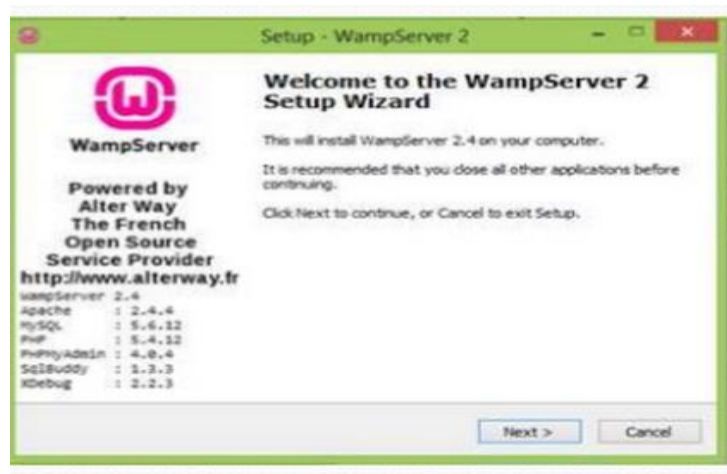 Setup - WampServer 2
WampServer
Powered by
Alter Way
The French
Open Source
Service Provider
http://www.alterway.fr
WampServer 2.4
Apache : 2.4.4
MySQL : 5.6.12
PHP : 5.4.12
PHPMyAdmin : 4.0.4
SqlBuddy : 1.3.3
XDebug : 2.2.3
Welcome to the WampServer 2
Setup Wizard
This will install WampServer 2.4 on your computer.
It is recommended that you close all other applications before
continuing.
Click Next to continue, or Cancel to exit Setup.
Next >
Cancel